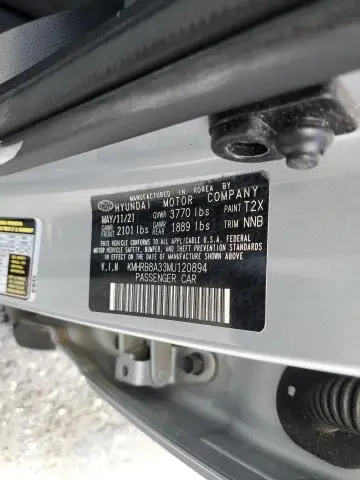 MANUFACTURED IN KOREA BY
HYUNDAI MOTOR COMPANY
MAY/11/21 GVWR 3770 lbs PAINT T2X
GAWR FRONT 2101 lbs GAWR REAR 1889 lbs TRIM NNB
THIS VEHICLE CONFORMS TO ALL APPLICABLE U.S.A. FEDERAL
MOTOR VEHICLE SAFETY, BUMPER, AND THEFT PREVENTION STANDARDS
IN EFFECT ON THE DATE OF MANUFACTURE SHOWN ABOVE.
V.I.N KMHRB8A33MU120894
PASSENGER CAR